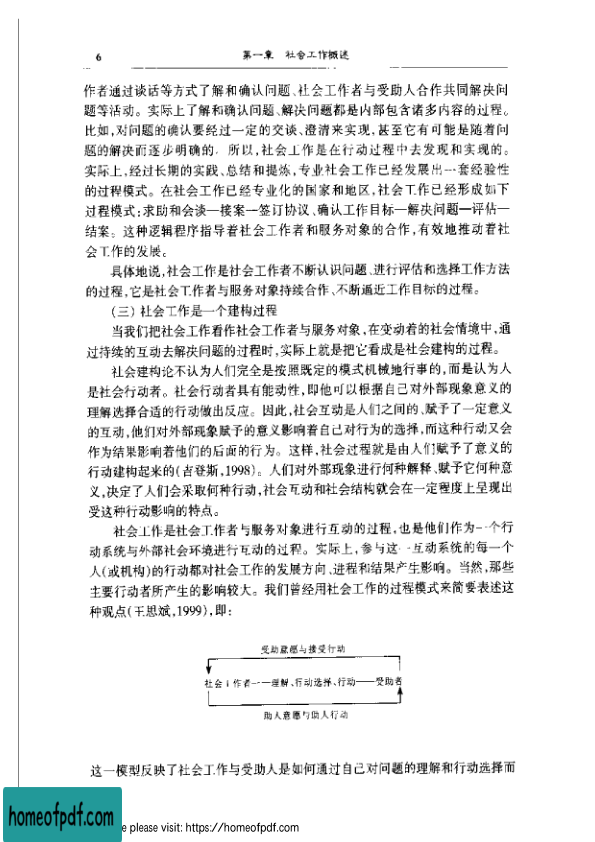 6
第一章 社会工作概述
作者通过谈话等方式了解和确认问题、社会工作者与受助人合作共同解决问
题等活动。实际上了解和确认问题、解决问题都是内部包含诸多内容的过程。
比如,对问题的确认要经过一定的交谈、澄清来实现,甚至它有可能是随着问
题的解决而逐步明确的。所以,社会工作是在行动过程中去发现和实现的。
实际上,经过长期的实践、总结和提炼,专业社会工作已经发展出一套经验性
的过程模式。在社会工作已经专业化的国家和地区,社会工作已经形成如下
过程模式:求助和会谈—接案—签订协议、确认工作目标—解决问题—评估—
结案。这种逻辑程序指导着社会工作者和服务对象的合作,有效地推动着社
会工作的发展。
具体地说,社会工作是社会工作者不断认识问题、进行评估和选择工作方法
的过程,它是社会工作者与服务对象持续合作、不断逼近工作目标的过程。
(三)社会工作是一个建构过程
当我们把社会工作看作社会工作者与服务对象、在变动着的社会情境中,通
过持续的互动去解决问题的过程时,实际上就是把它看成是社会建构的过程。
社会建构论不认为人们完全是按照既定的模式机械地行事的,而是认为人
是社会行动者。社会行动者具有能动性,即他可以根据自己对外部现象意义的
理解选择合适的行动做出反应。因此,社会互动是人们之间的、赋予了一定意义
的互动,他们对外部现象赋予的意义影响着自己对行为的选择,而这种行动又会
作为结果影响着他们的后面的行为。这样,社会过程就是由人们赋予了意义的
行动建构起来的(吉登斯,1998)。人们对外部现象进行何种解释、赋予它何种意
义,决定了人们会采取何种行动,社会互动和社会结构就会在一定程度上呈现出
受这种行动影响的特点。
社会工作是社会工作者与服务对象进行互动的过程,也是他们作为一个行
动系统与外部社会环境进行互动的过程。实际上,参与这一互动系统的每一个
人(或机构)的行动都对社会工作的发展方向、进程和结果产生影响。当然,那些
主要行动者所产生的影响较大。我们曾经用社会工作的过程模式来简要表述这
种观点(王思斌,1999),即:
受助意愿与接受行动
社会工作者——理解、行动选择、行动——受助者
助人意愿与助人行动
这一模型反映了社会工作与受助人是如何通过自己对问题的理解和行动选择而
homeofpdf.com
e please visit: https://homeofpdf.com